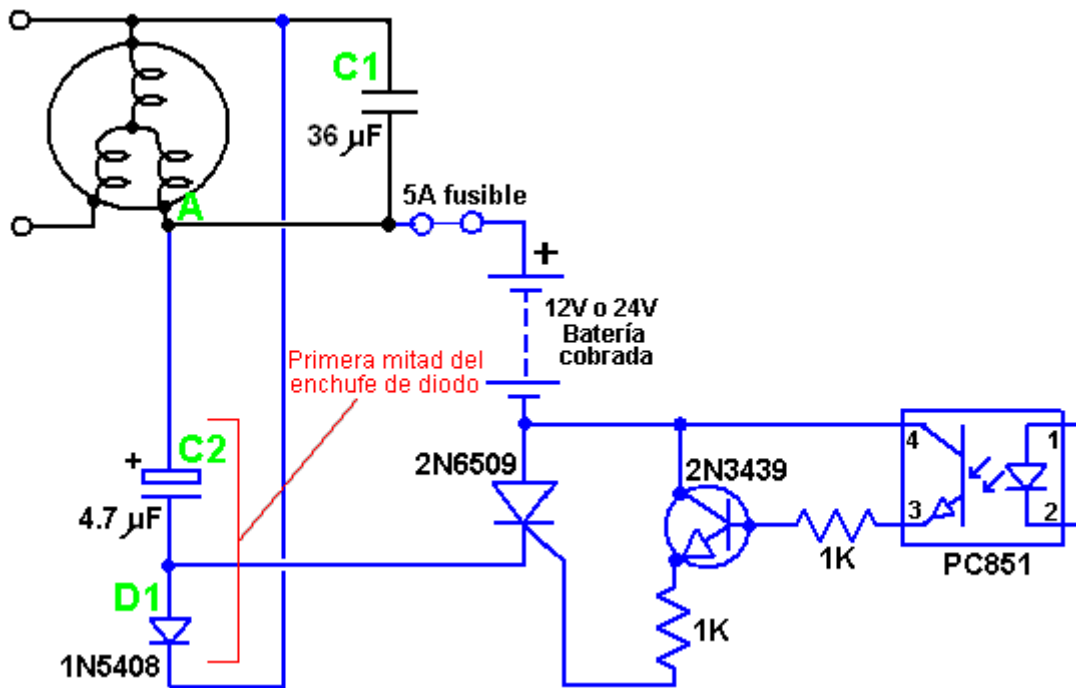 C1
36 µF
A
5A fusible
+
12V o 24V
Batería
cobrada
Primera mitad del
enchufe de diodo
C2
+
4.7 µF
2N6509
2N3439
4
1
3
2
1K
PC851
D1
1K
1N5408